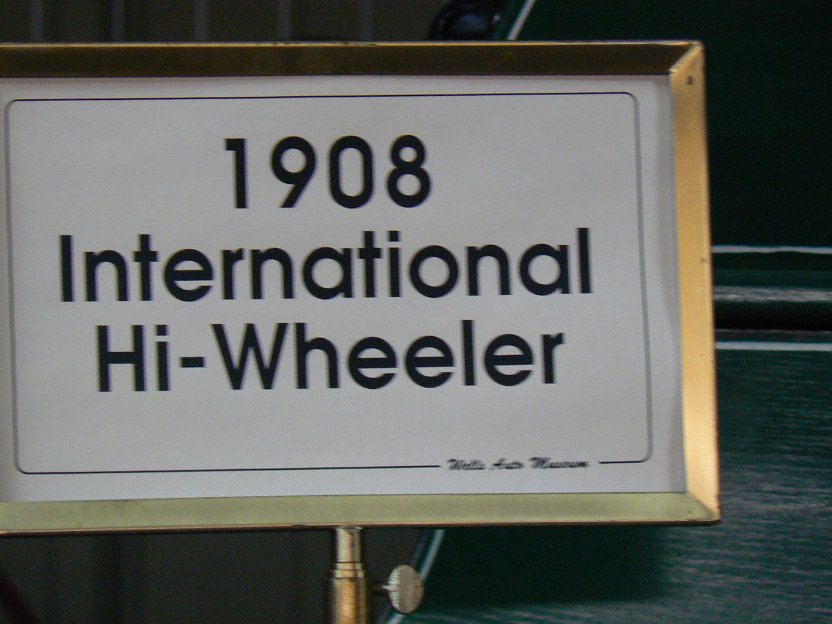 1908
International
Hi-Wheeler
Wells Auto Museum